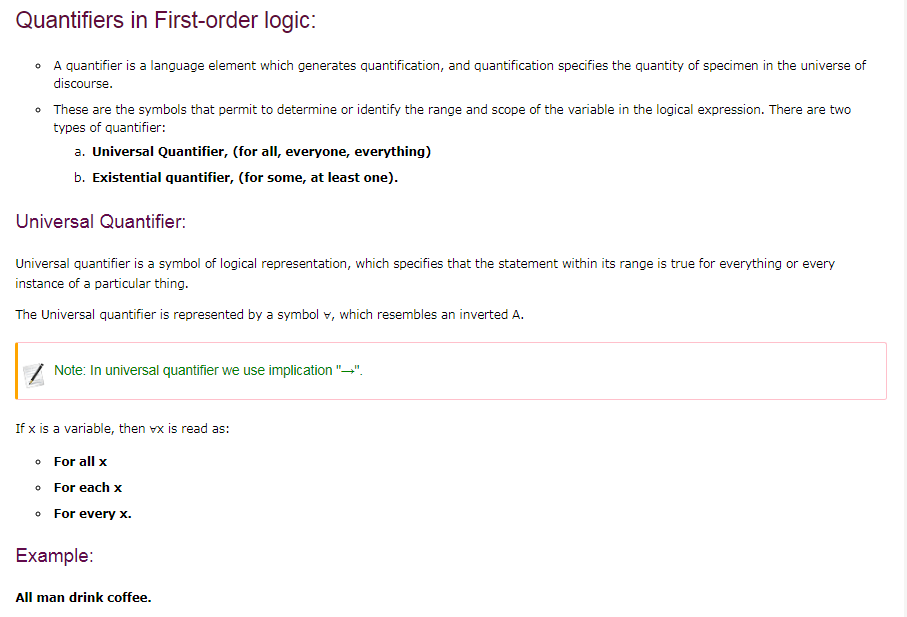 Quantifiers in First-order logic:
A quantifier is a language element which generates quantification, and quantification specifies the quantity of specimen in the universe of
discourse.
These are the symbols that permit to determine or identify the range and scope of the variable in the logical expression. There are two
types of quantifier:
a. Universal Quantifier, (for all, everyone, everything)
b. Existential quantifier, (for some, at least one).
Universal Quantifier:
Universal quantifier is a symbol of logical representation, which specifies that the statement within its range is true for everything or every
instance of a particular thing.
The Universal quantifier is represented by a symbol ∀, which resembles an inverted A.
Note: In universal quantifier we use implication "→".
If x is a variable, then ∀x is read as:
For all x
For each x
For every x.
Example:
All man drink coffee.